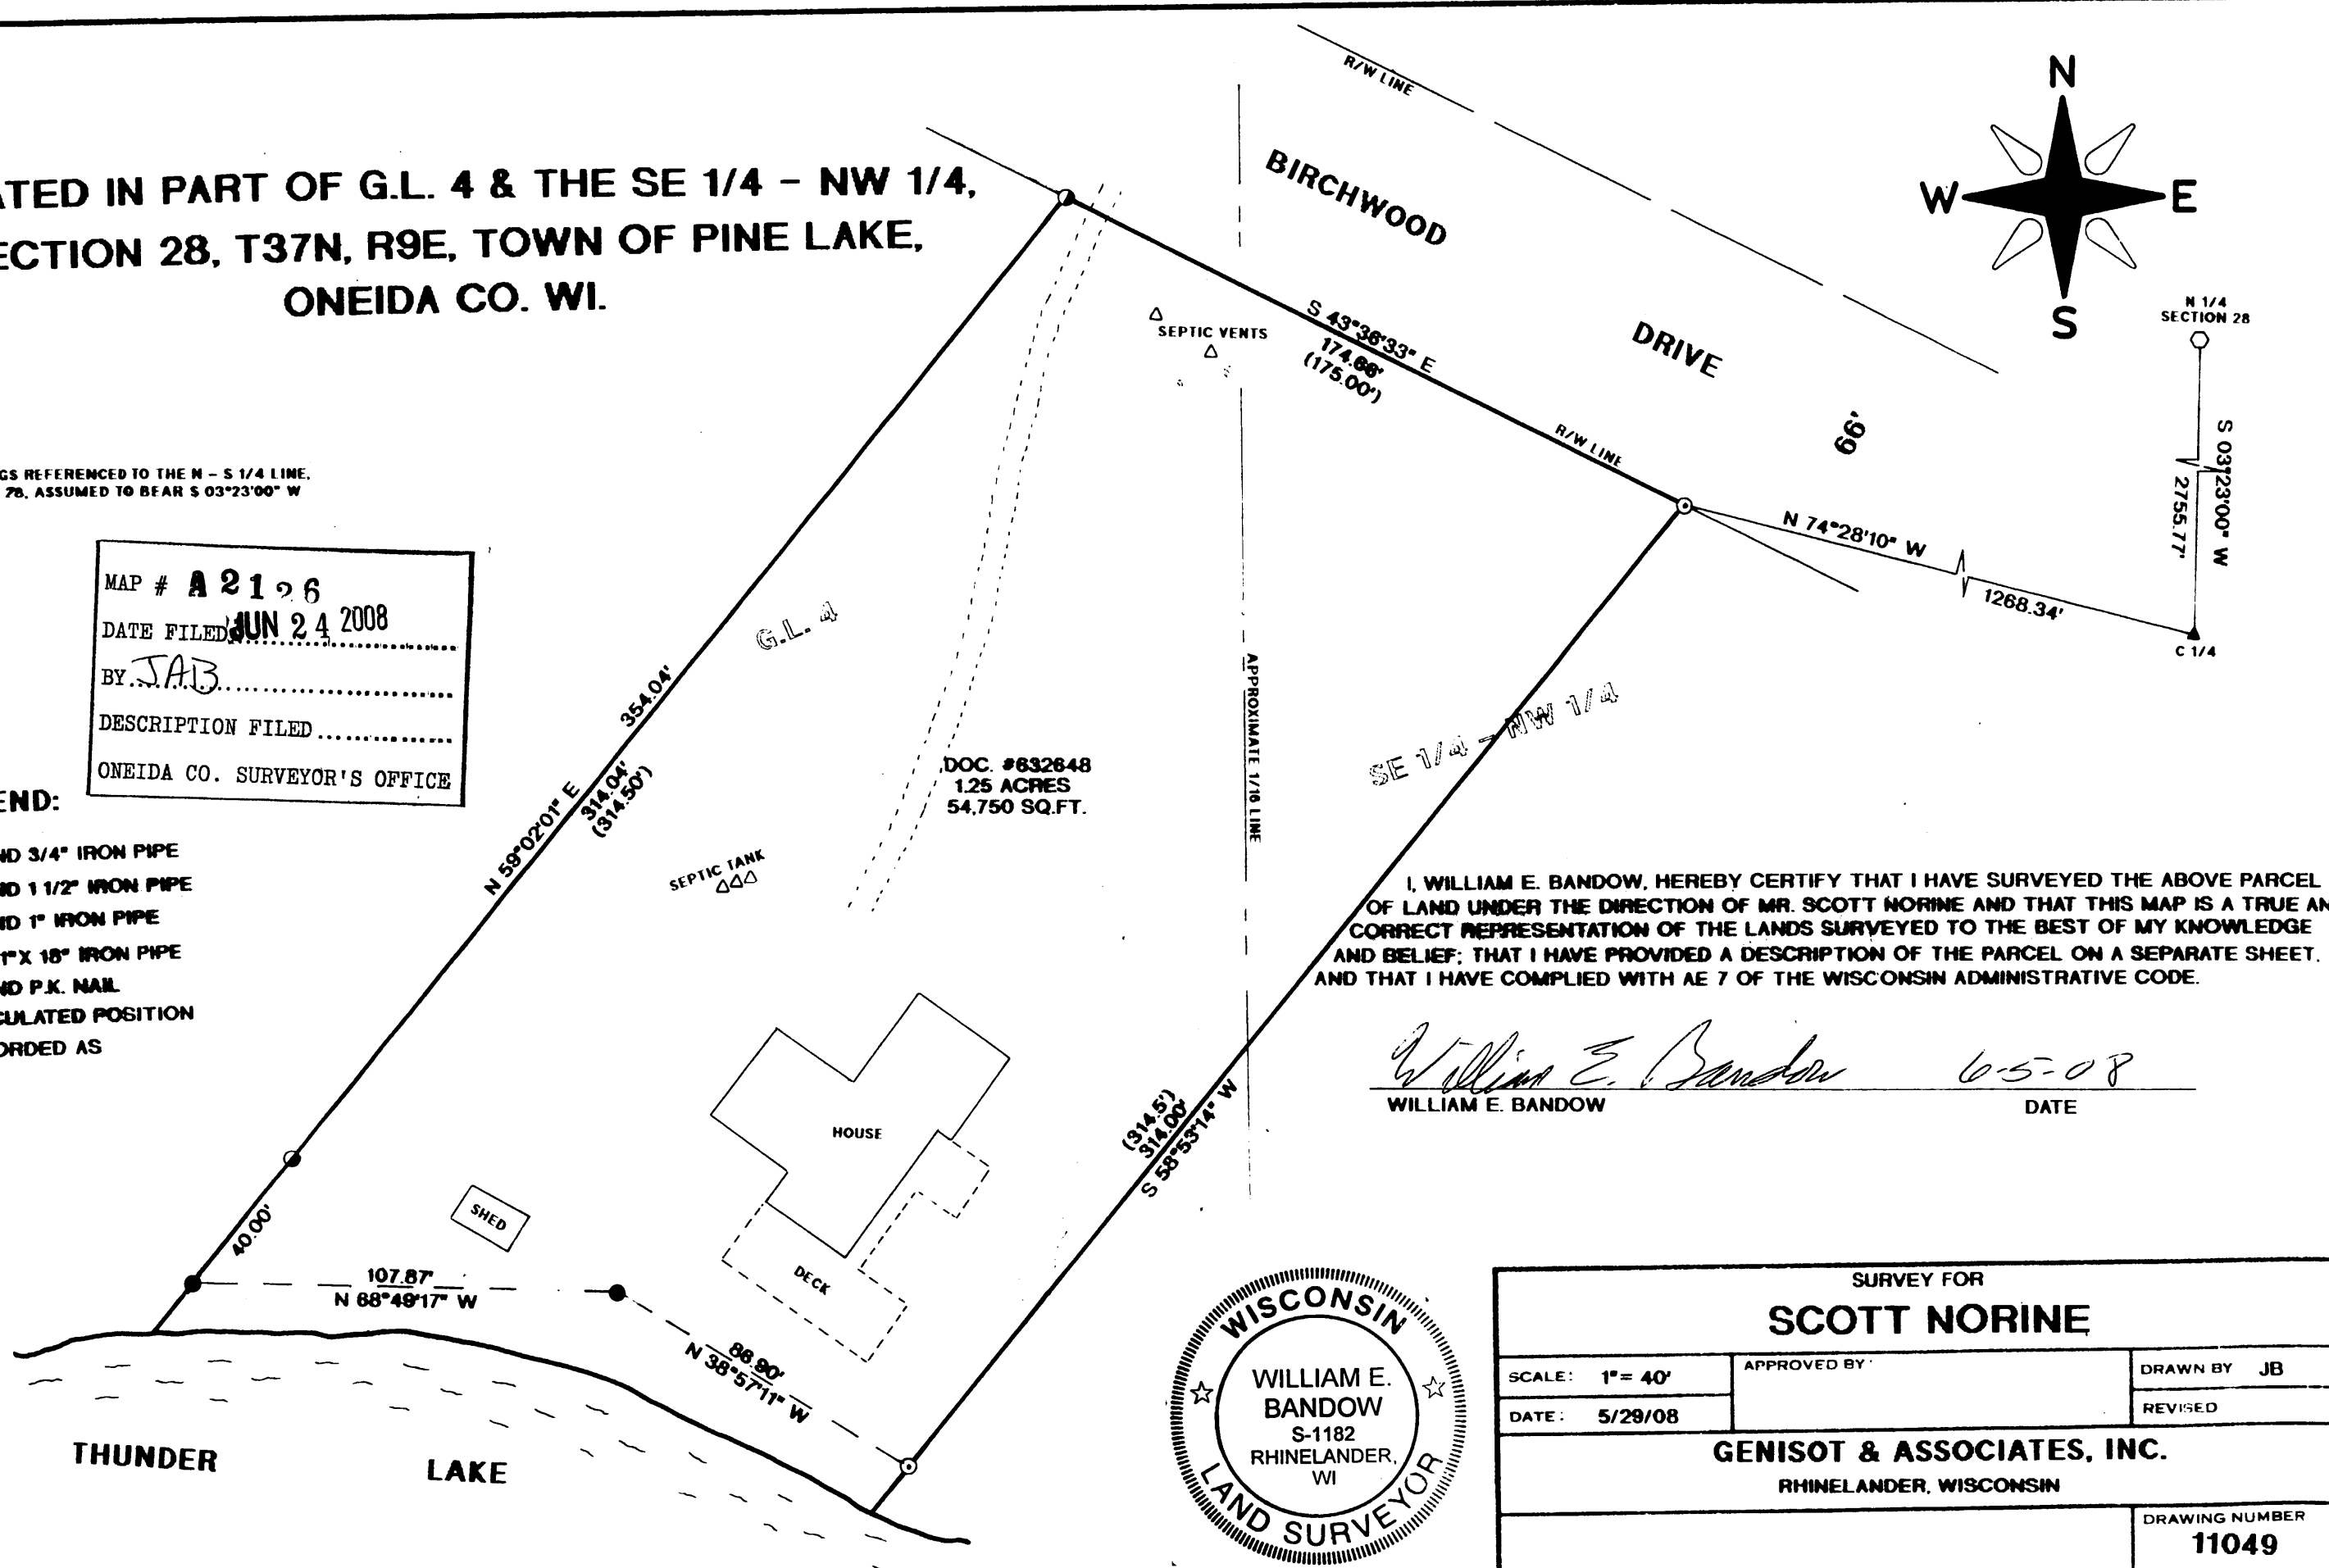 ATED IN PART OF G.L. 4 & THE SE 1/4 - NW 1/4,
ECTION 28, T37N, R9E, TOWN OF PINE LAKE,
ONEIDA CO. WI.
R/W LINE
BIRCHWOOD
DRIVE
66'
N
W
E
S
N 1/4
SECTION 28
S 03°23'00" W
2755.77'
C 1/4
N 74°28'10" W
1268.34'
SEPTIC VENTS
S 43°36'33" E
174.66'
(175.00')
R/W LINE
GS REFERENCED TO THE N - S 1/4 LINE,
28, ASSUMED TO BEAR S 03°23'00" W
MAP # A 2126
DATE FILED JUN 24 2008
BY JAB
DESCRIPTION FILED
ONEIDA CO. SURVEYOR'S OFFICE
G.L. 4
354.04'
N 59°02'01" E
314.04'
(314.50')
APPROXIMATE 1/16 LINE
SE 1/4 - NW 1/4
DOC. #632648
1.25 ACRES
54,750 SQ.FT.
SEPTIC TANK
END:
ND 3/4" IRON PIPE
ND 1 1/2" IRON PIPE
ND 1" IRON PIPE
1" X 18" IRON PIPE
ND P.K. NAIL
CULATED POSITION
ORDED AS
I, WILLIAM E. BANDOW, HEREBY CERTIFY THAT I HAVE SURVEYED THE ABOVE PARCEL
OF LAND UNDER THE DIRECTION OF MR. SCOTT NORINE AND THAT THIS MAP IS A TRUE AN
CORRECT REPRESENTATION OF THE LANDS SURVEYED TO THE BEST OF MY KNOWLEDGE
AND BELIEF; THAT I HAVE PROVIDED A DESCRIPTION OF THE PARCEL ON A SEPARATE SHEET,
AND THAT I HAVE COMPLIED WITH AE 7 OF THE WISCONSIN ADMINISTRATIVE CODE.
William E. Bandow 6-5-08
WILLIAM E. BANDOW
DATE
HOUSE
(314.5')
314.00'
S 58°53'14" W
SHED
DECK
40.00'
107.87'
N 68°49'17" W
86.90'
N 38°57'11" W
THUNDER LAKE
WISCONSIN
WILLIAM E.
BANDOW
S-1182
RHINELANDER,
WI
LAND SURVEYOR
SURVEY FOR
SCOTT NORINE
SCALE: 1" = 40'
APPROVED BY:
DRAWN BY JB
DATE: 5/29/08
REVISED
GENISOT & ASSOCIATES, INC.
RHINELANDER, WISCONSIN
DRAWING NUMBER
11049